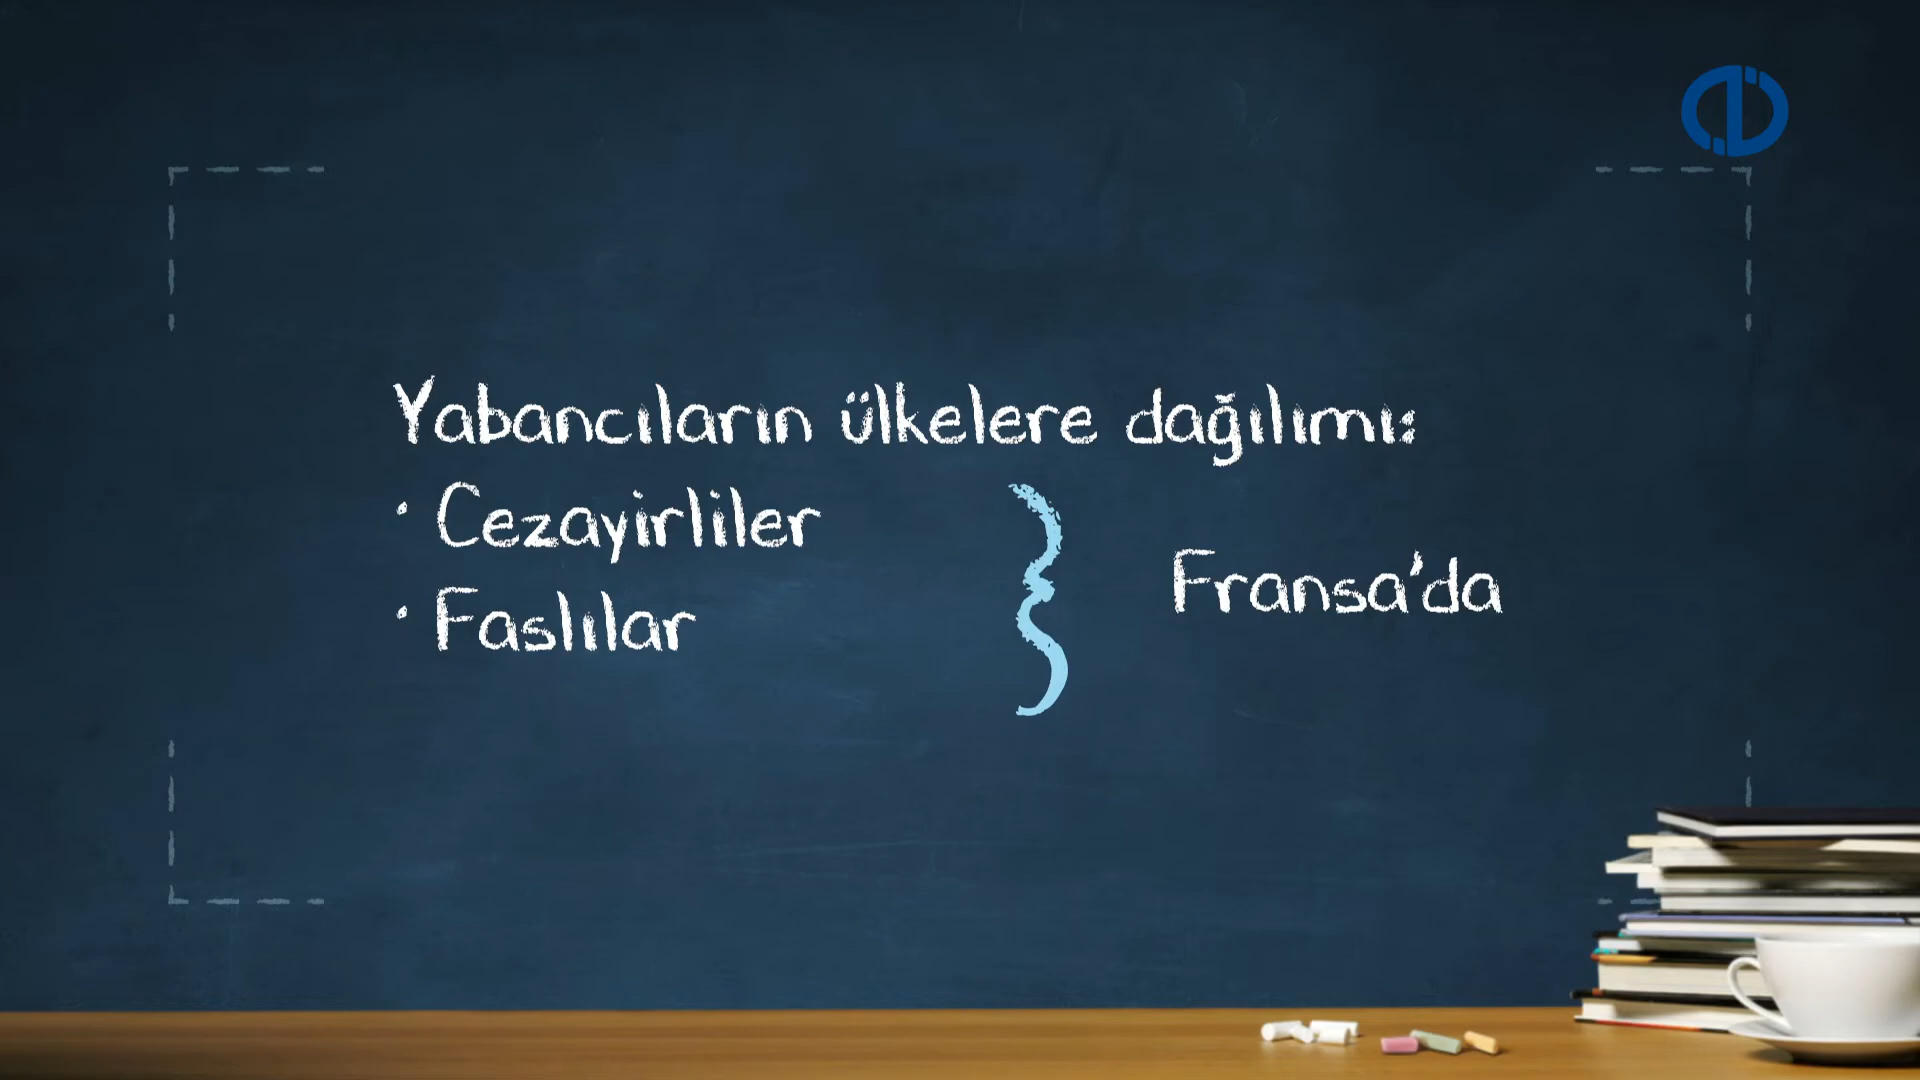 Yabancıların ülkelere dağılımı:
• Cezayirliler
• Faslılar
Fransa'da